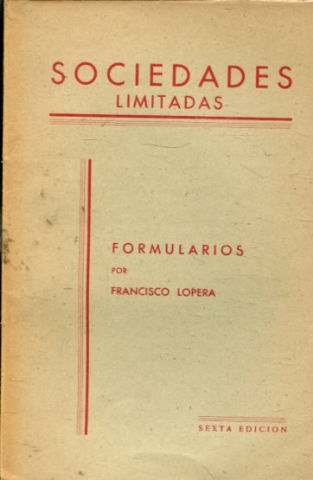 SOCIEDADES
LIMITADAS
FORMULARIOS
POR
FRANCISCO LOPERA
SEXTA EDICION